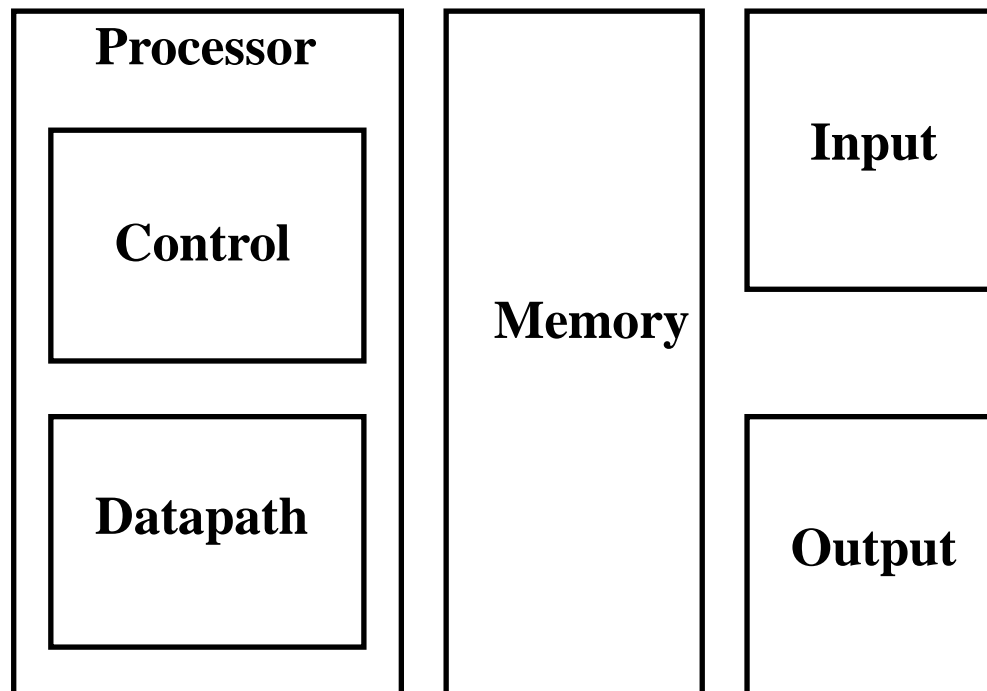 Processor
Control
Datapath
Memory
Input
Output